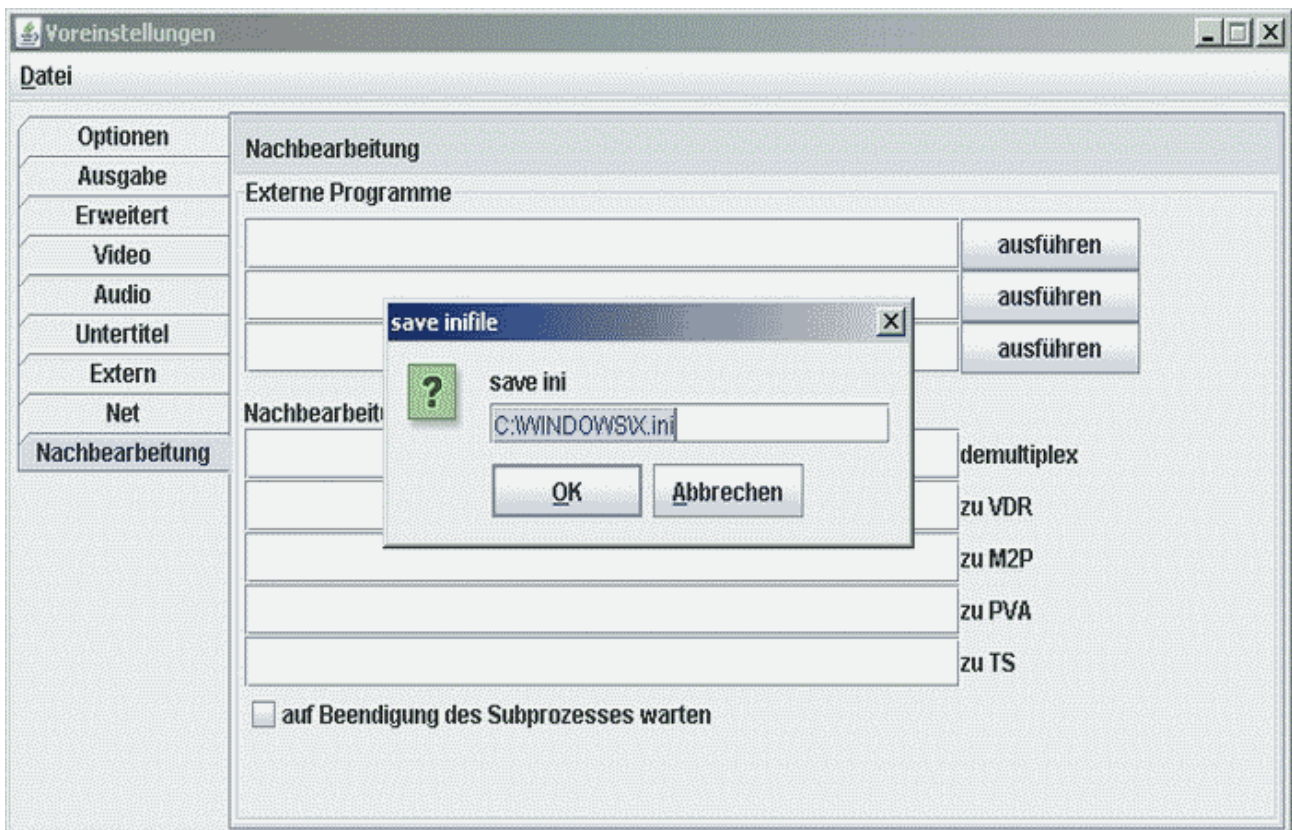 Voreinstellungen
Datei
Optionen
Ausgabe
Erweitert
Video
Audio
Untertitel
Extern
Net
Nachbearbeitung
Nachbearbeitung
Externe Programme
ausführen
ausführen
ausführen
save inifile
?
save ini
C:\WINDOWS\X.ini
OK
Abbrechen
demultiplex
zu VDR
zu M2P
zu PVA
zu TS
auf Beendigung des Subprozesses warten